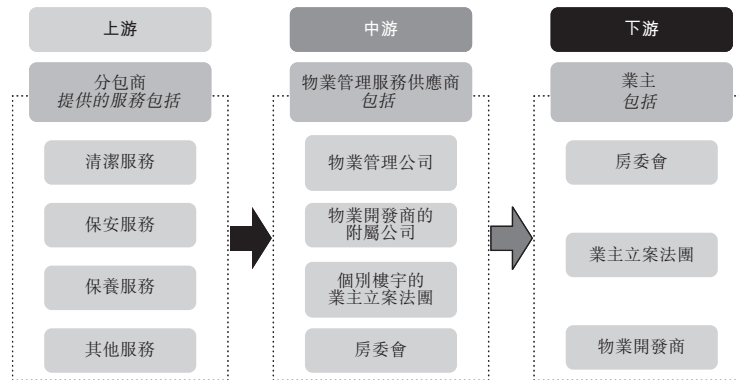 上游
中游
下游
分包商
提供的服務包括
物業管理服務供應商
包括
業主
包括
清潔服務
保安服務
保養服務
其他服務
物業管理公司
物業開發商的
附屬公司
個別樓宇的
業主立案法團
房委會
房委會
業主立案法團
物業開發商